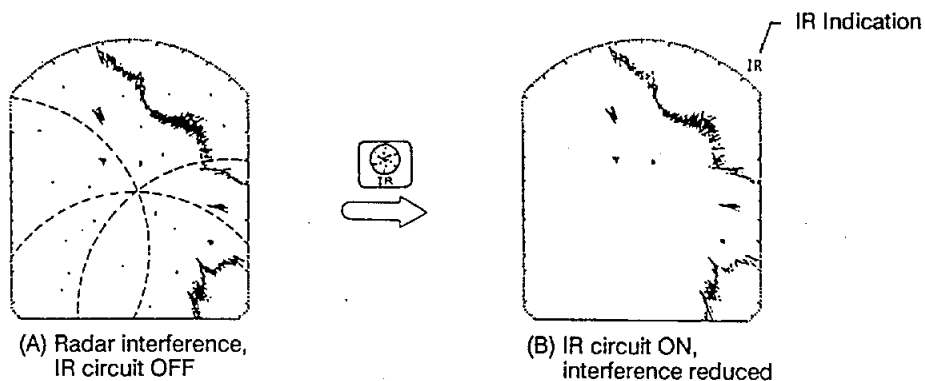 IR Indication
IR
IR
(A) Radar interference,
IR circuit OFF
(B) IR circuit ON,
interference reduced